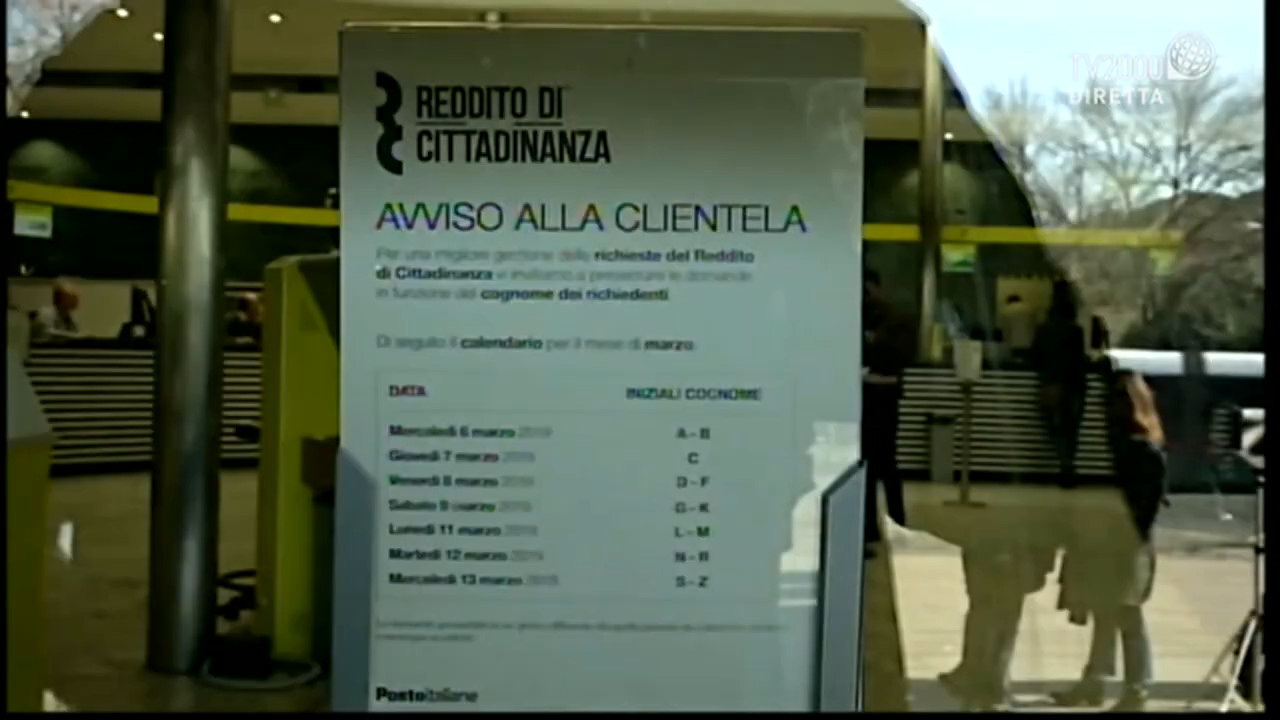 TV2000
DIRETTA
REDDITO DI
CITTADINANZA
AVVISO ALLA CLIENTELA
Per una migliore gestione delle richieste del Reddito
di Cittadinanza vi invitiamo a presentare le domande
in funzione del cognome dei richiedenti
Di seguito il calendario per il mese di marzo.
DATA INIZIALI COGNOME
Mercoledì 6 marzo 2019 A - B
Giovedì 7 marzo 2019 C
Venerdì 8 marzo 2019 D - F
Sabato 9 marzo 2019 G - K
Lunedì 11 marzo 2019 L - M
Martedì 12 marzo 2019 N - R
Mercoledì 13 marzo 2019 S - Z
Posteitaliane